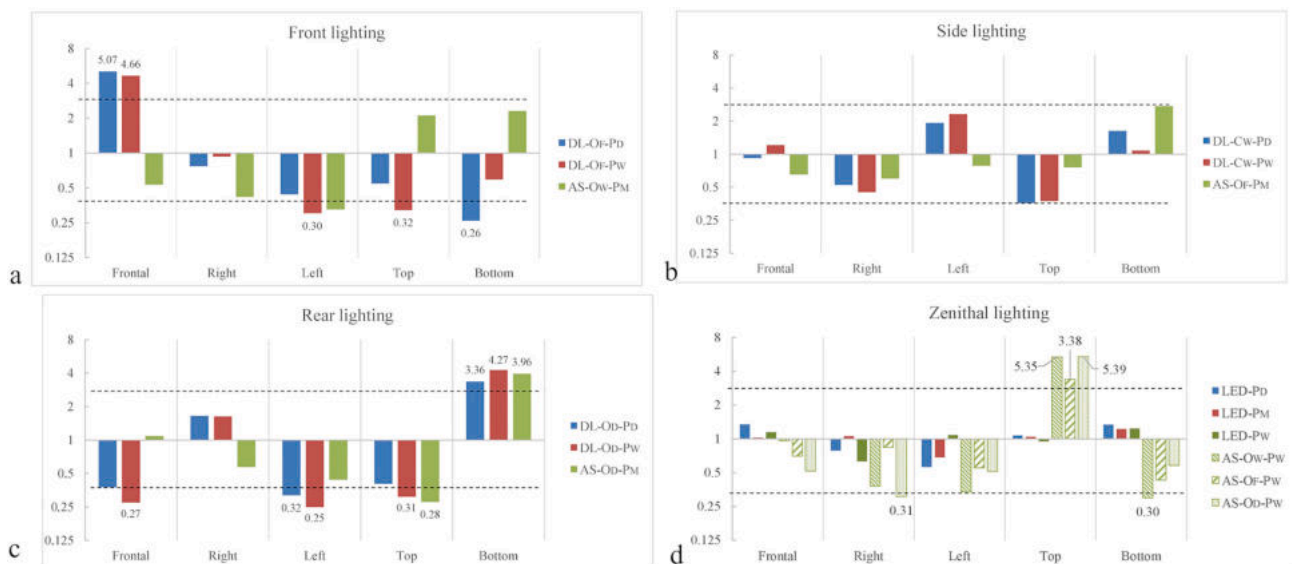 Front lighting
8
4
2
1
0.5
0.25
0.125
5.07 4.66
0.30
0.32
0.26
Frontal Right Left Top Bottom
DL-OF-PD
DL-OF-PW
AS-OW-PM
a
Side lighting
8
4
2
1
0.5
0.25
0.125
Frontal Right Left Top Bottom
DL-CW-PD
DL-CW-PW
AS-OF-PM
b
Rear lighting
8
4
2
1
0.5
0.25
0.125
3.36 4.27 3.96
0.27
0.32
0.25
0.31
0.28
Frontal Right Left Top Bottom
DL-OD-PD
DL-OD-PW
AS-OD-PM
c
Zenithal lighting
8
4
2
1
0.5
0.25
0.125
5.35
3.38
5.39
0.31
0.30
Frontal Right Left Top Bottom
LED-PD
LED-PM
LED-PW
AS-OW-PW
AS-OF-PW
AS-OD-PW
d